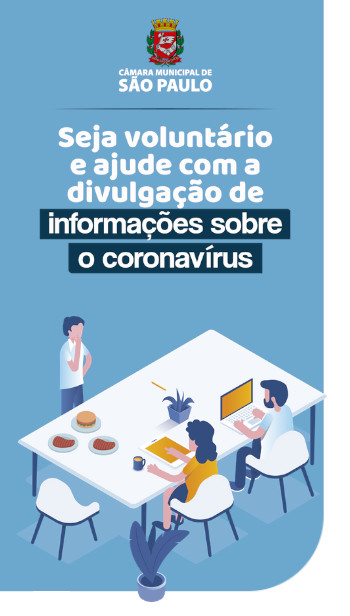 CÂMARA MUNICIPAL DE
SÃO PAULO
Seja voluntário
e ajude com a
divulgação de
informações sobre
o coronavírus